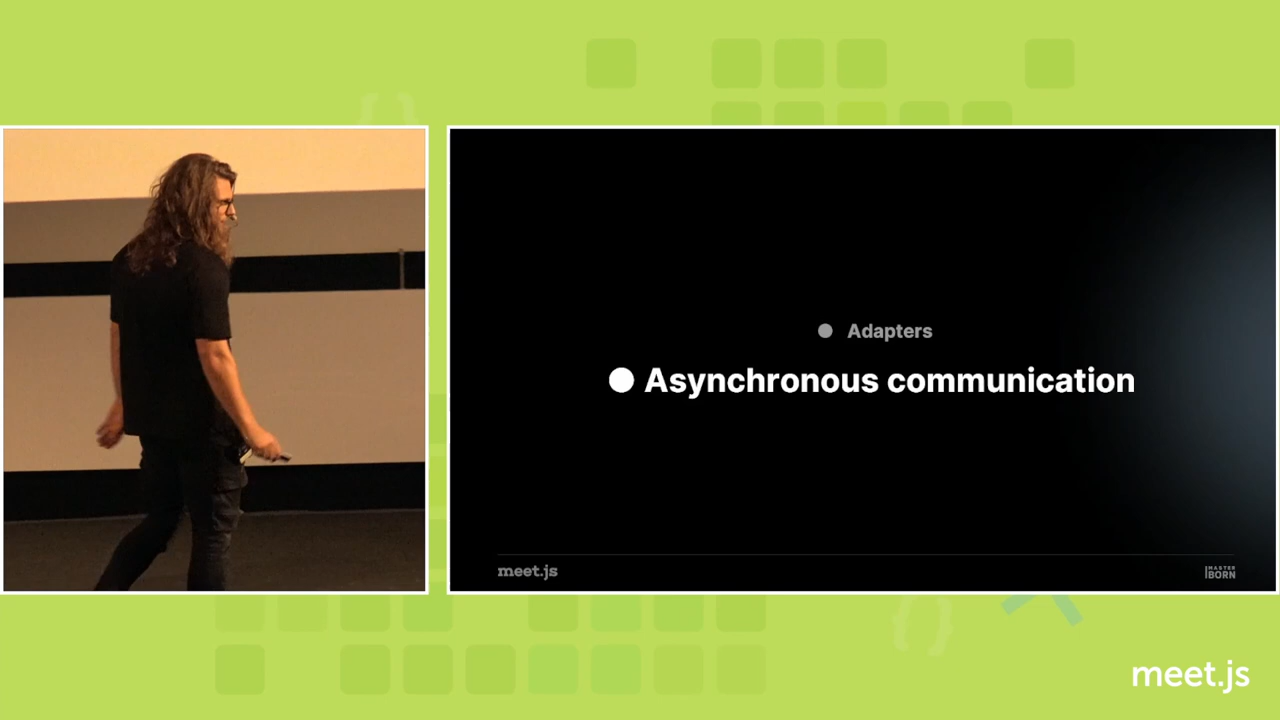 Adapters
Asynchronous communication
meet.js
MASTER
BORN
meet.js